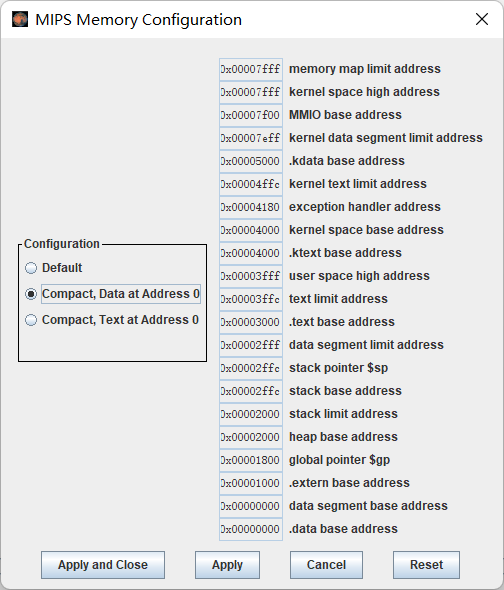 MIPS Memory Configuration
Configuration
Default
Compact, Data at Address 0
Compact, Text at Address 0
0x00007fff memory map limit address
0x00007fff kernel space high address
0x00007f00 MMIO base address
0x00007eff kernel data segment limit address
0x00005000 .kdata base address
0x00004ffc kernel text limit address
0x00004180 exception handler address
0x00004000 kernel space base address
0x00004000 .ktext base address
0x00003fff user space high address
0x00003ffc text limit address
0x00003000 .text base address
0x00002fff data segment limit address
0x00002ffc stack pointer $sp
0x00002ffc stack base address
0x00002000 stack limit address
0x00002000 heap base address
0x00001800 global pointer $gp
0x00001000 .extern base address
0x00000000 data segment base address
0x00000000 .data base address
Apply and Close
Apply
Cancel
Reset